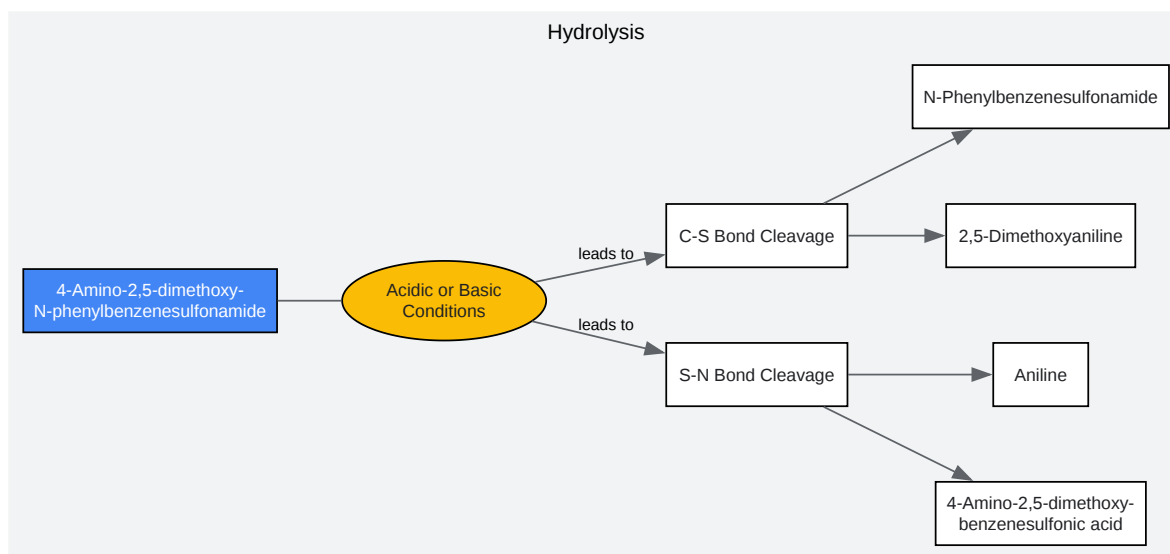 Hydrolysis
N-Phenylbenzenesulfonamide
C-S Bond Cleavage
2,5-Dimethoxyaniline
leads to
4-Amino-2,5-dimethoxy-
N-phenylbenzenesulfonamide
Acidic or Basic
Conditions
leads to
S-N Bond Cleavage
Aniline
4-Amino-2,5-dimethoxy-
benzenesulfonic acid